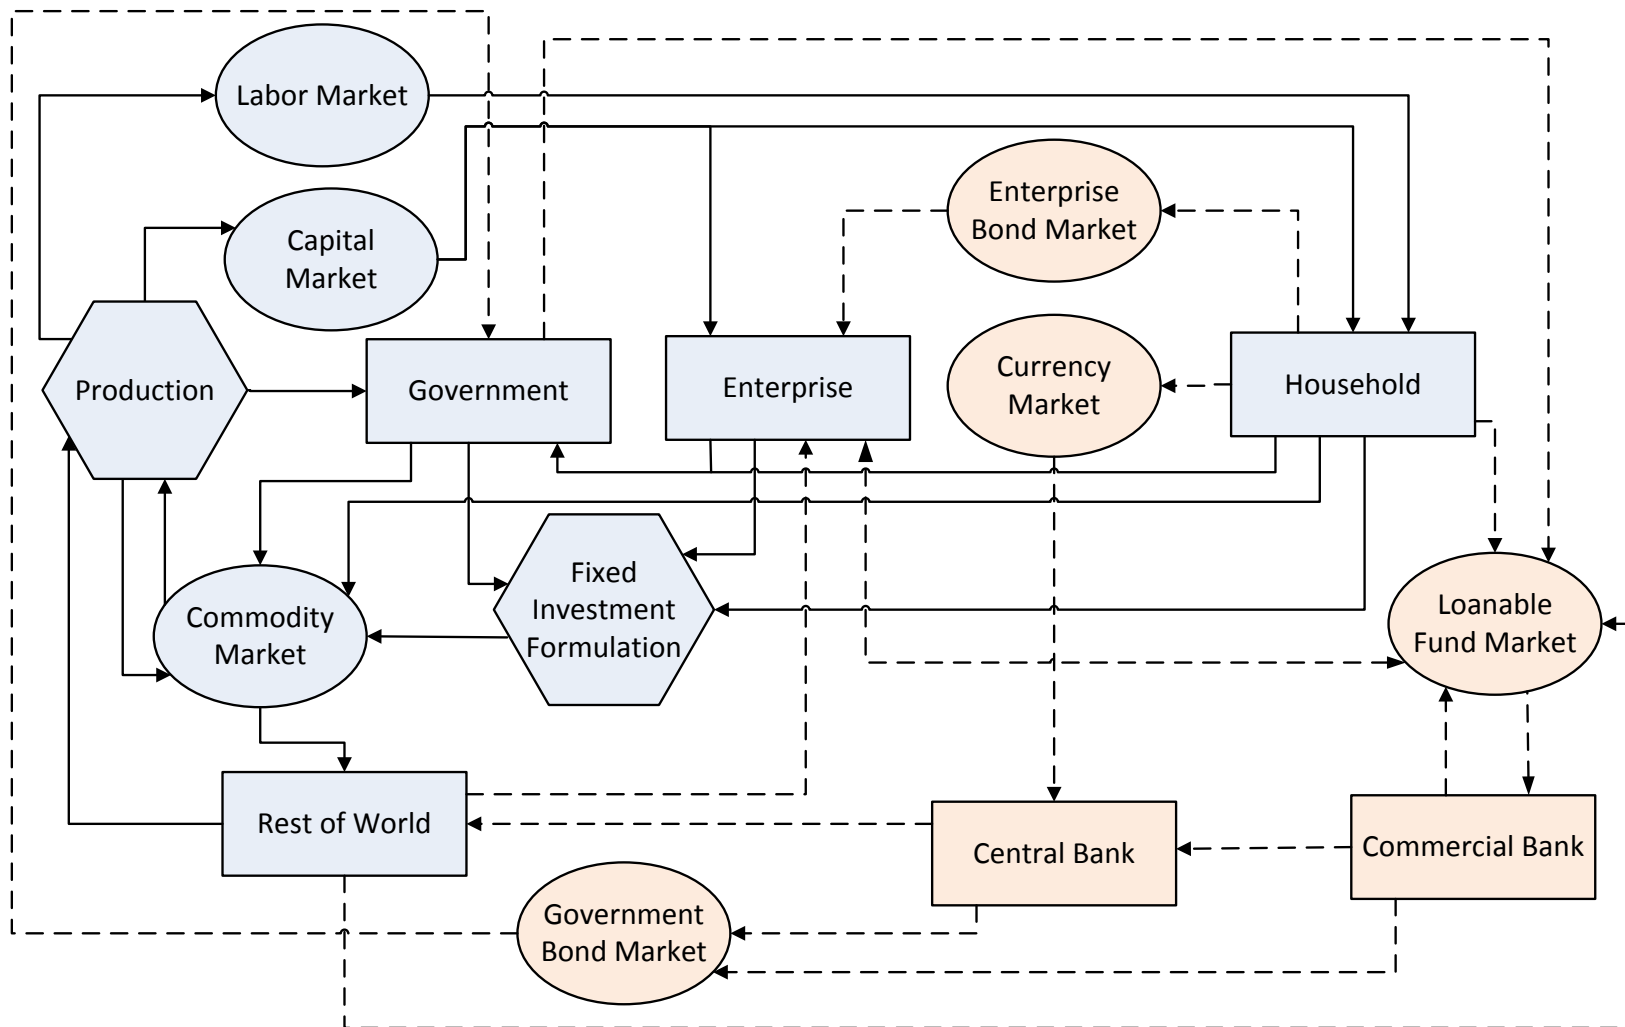 Labor Market
Capital
Market
Enterprise
Bond Market
Production
Government
Enterprise
Currency
Market
Household
Commodity
Market
Fixed
Investment
Formulation
Loanable
Fund Market
Rest of World
Central Bank
Commercial Bank
Government
Bond Market